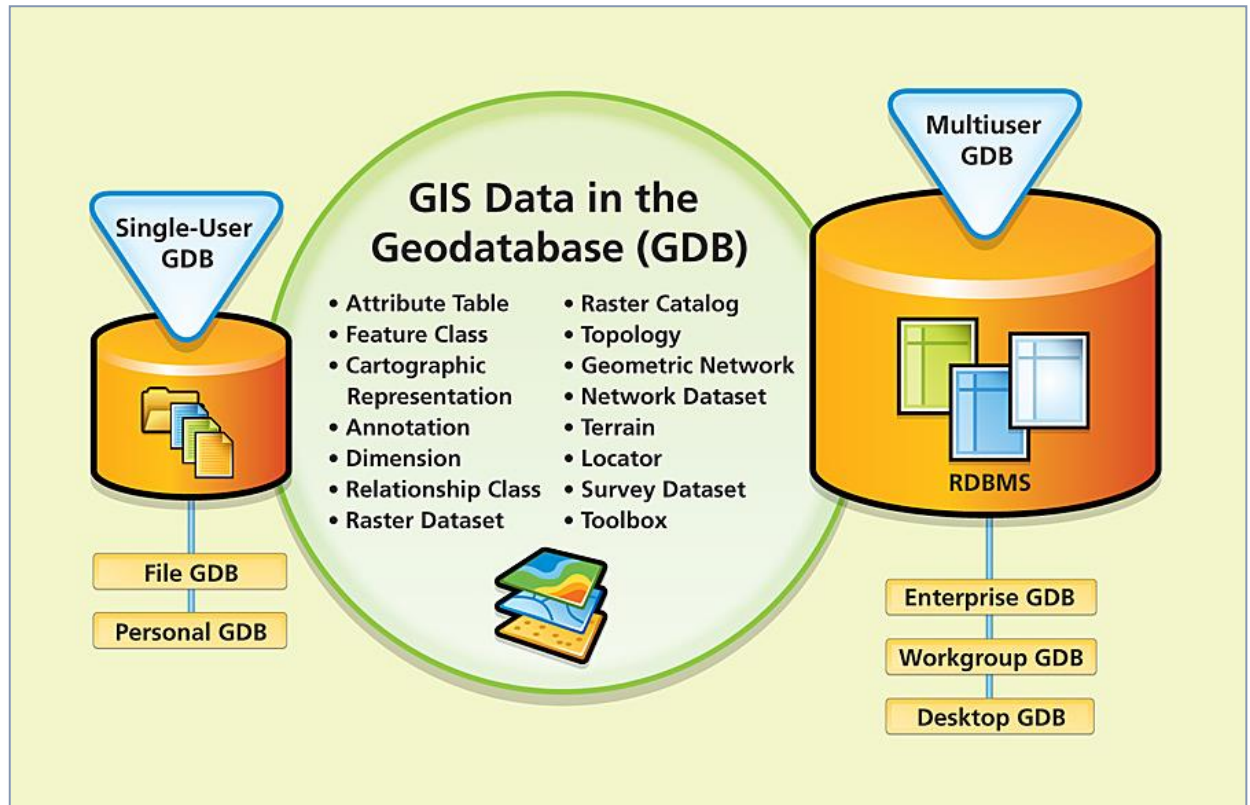 Single-User
GDB
File GDB
Personal GDB
GIS Data in the
Geodatabase (GDB)
• Attribute Table
• Feature Class
• Cartographic
Representation
• Annotation
• Dimension
• Relationship Class
• Raster Dataset
• Raster Catalog
• Topology
• Geometric Network
• Network Dataset
• Terrain
• Locator
• Survey Dataset
• Toolbox
Multiuser
GDB
RDBMS
Enterprise GDB
Workgroup GDB
Desktop GDB